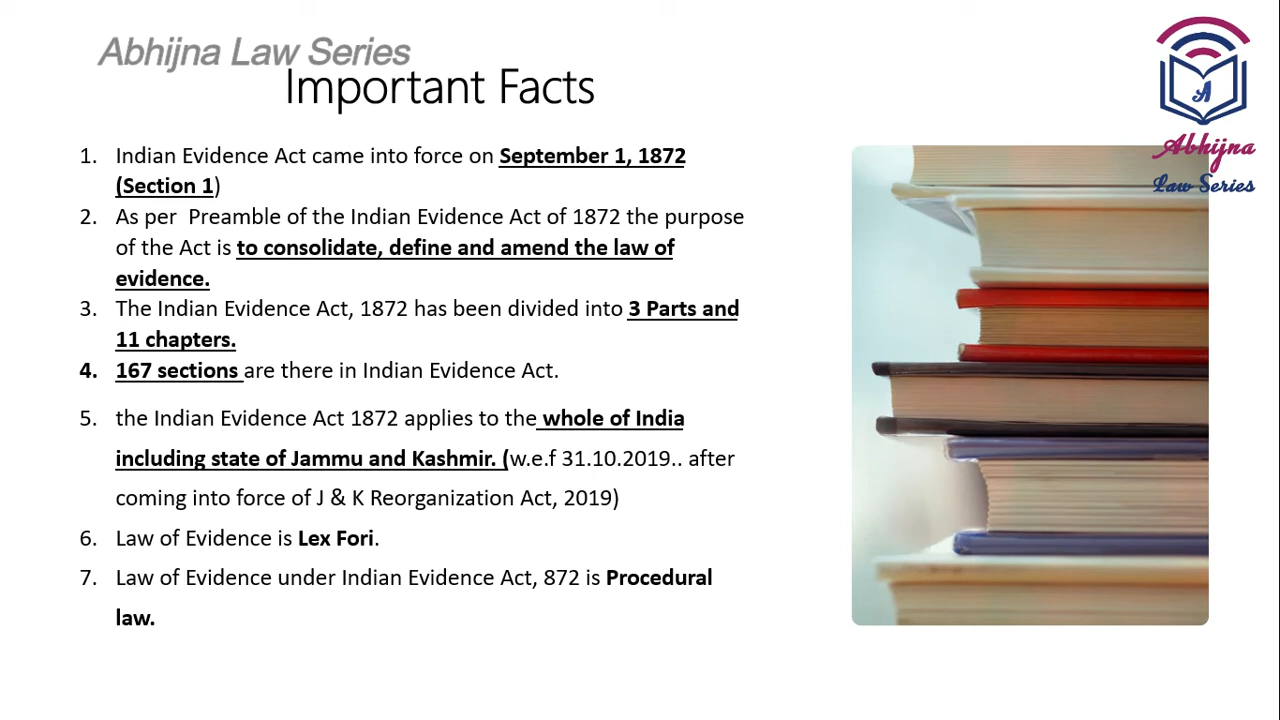 Abhijna Law Series
Important Facts
A
Abhijna
Law Series
1. Indian Evidence Act came into force on September 1, 1872
(Section 1)
2. As per Preamble of the Indian Evidence Act of 1872 the purpose
of the Act is to consolidate, define and amend the law of
evidence.
3. The Indian Evidence Act, 1872 has been divided into 3 Parts and
11 chapters.
4. 167 sections are there in Indian Evidence Act.
5. the Indian Evidence Act 1872 applies to the whole of India
including state of Jammu and Kashmir. (w.e.f 31.10.2019.. after
coming into force of J & K Reorganization Act, 2019)
6. Law of Evidence is Lex Fori.
7. Law of Evidence under Indian Evidence Act, 872 is Procedural
law.